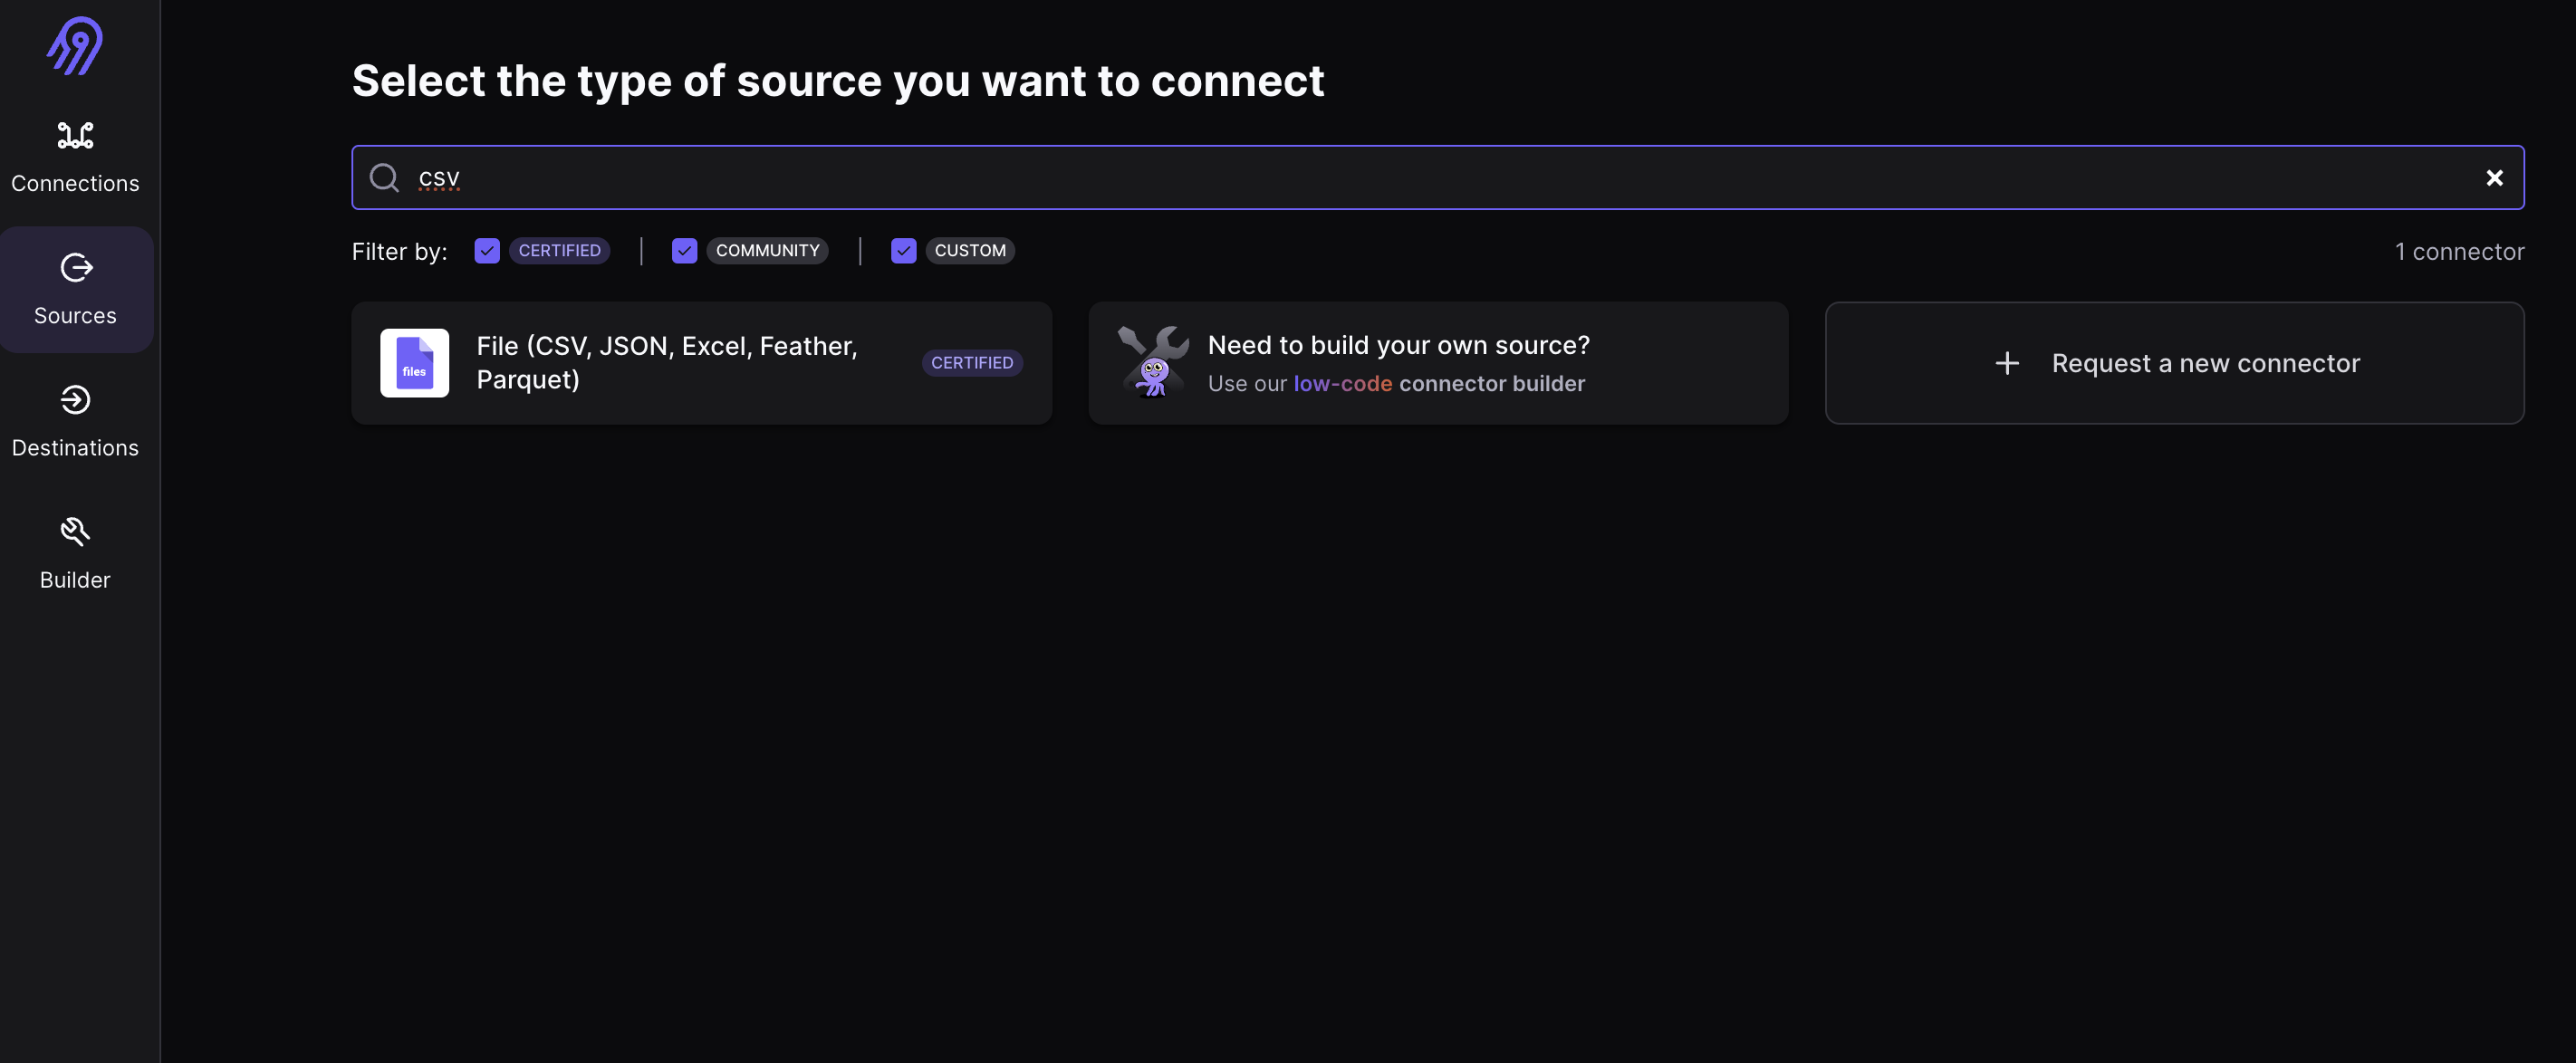 Connections
Sources
Destinations
Builder
Select the type of source you want to connect
csv
Filter by:
CERTIFIED
COMMUNITY
CUSTOM
1 connector
files
File (CSV, JSON, Excel, Feather,
Parquet)
CERTIFIED
Need to build your own source?
Use our low-code connector builder
Request a new connector